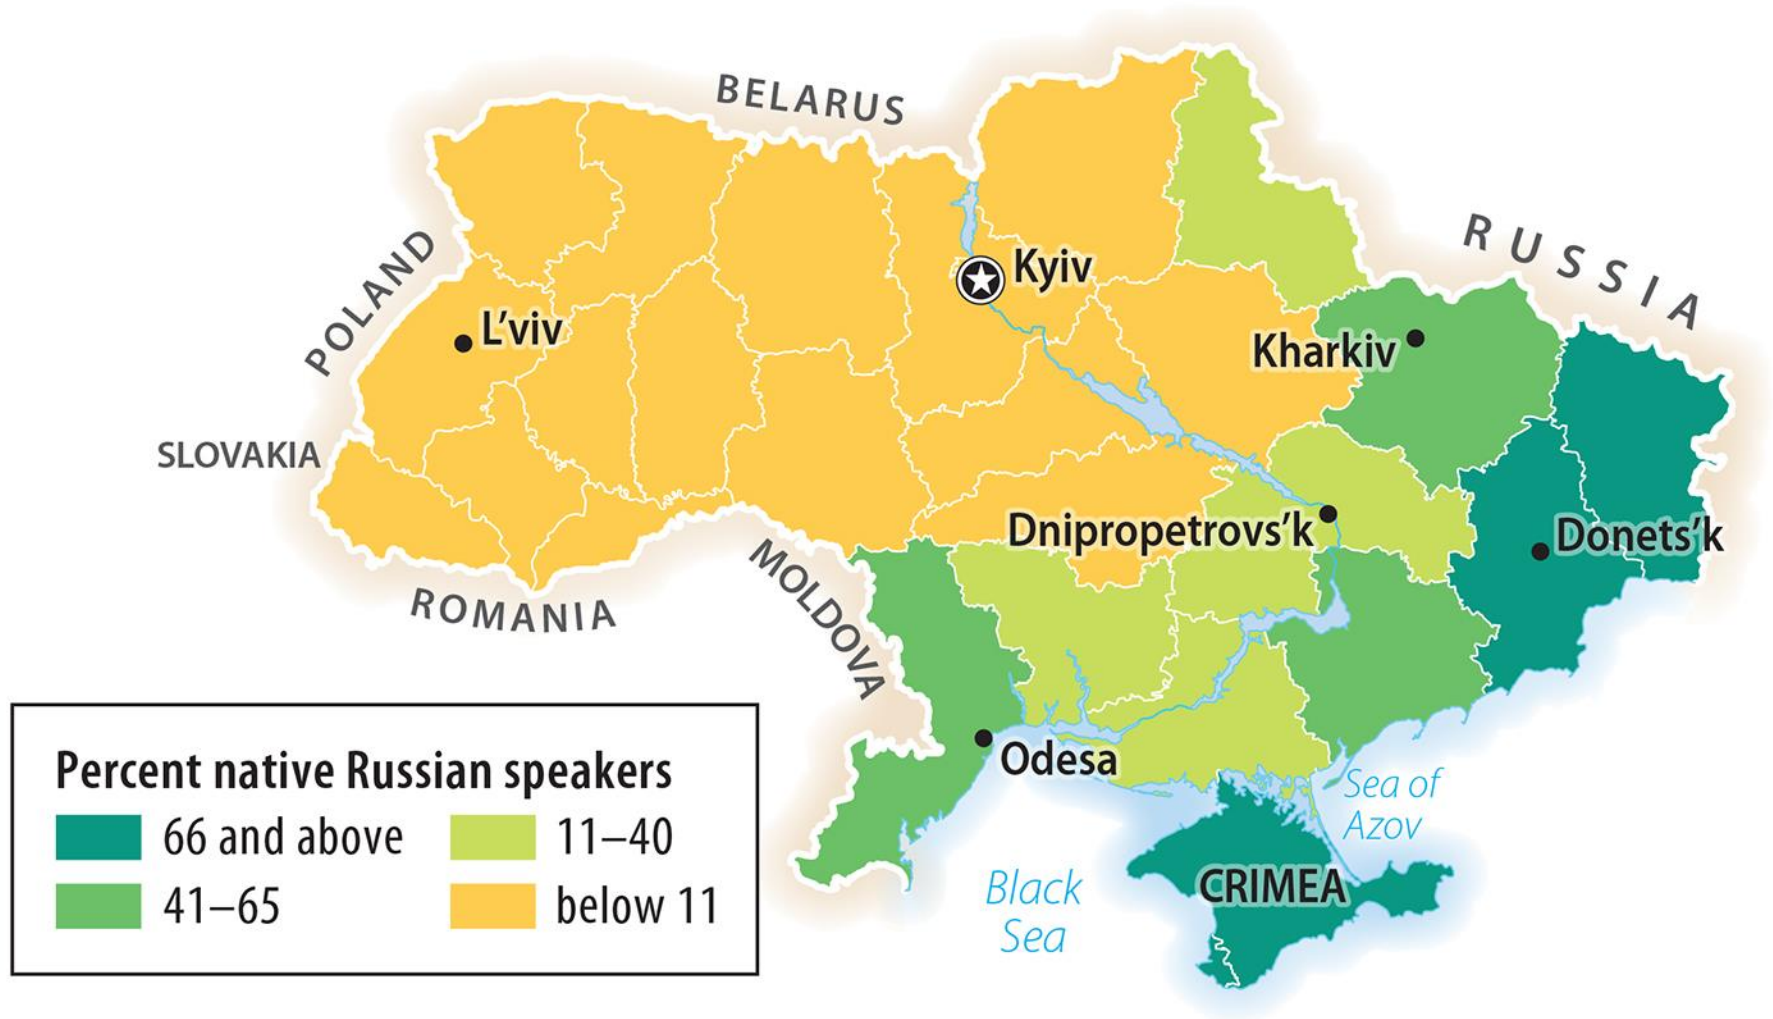 BELARUS
RUSSIA
POLAND
Kyiv
L'viv
Kharkiv
SLOVAKIA
Dnipropetrovs'k
Donets'k
ROMANIA
MOLDOVA
Odesa
Sea of
Azov
CRIMEA
Black
Sea
Percent native Russian speakers
66 and above
11–40
41–65
below 11